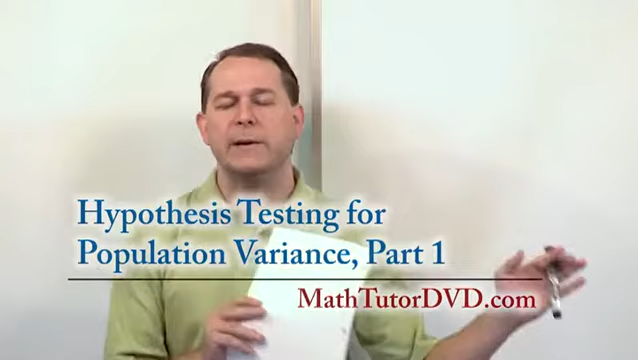 Hypothesis Testing for
Population Variance, Part 1
MathTutorDVD.com